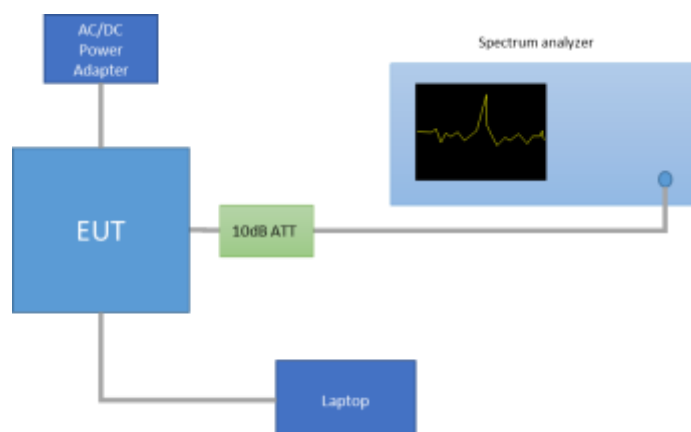 AC/DC
Power
Adapter
Spectrum analyzer
EUT
10dB ATT
Laptop